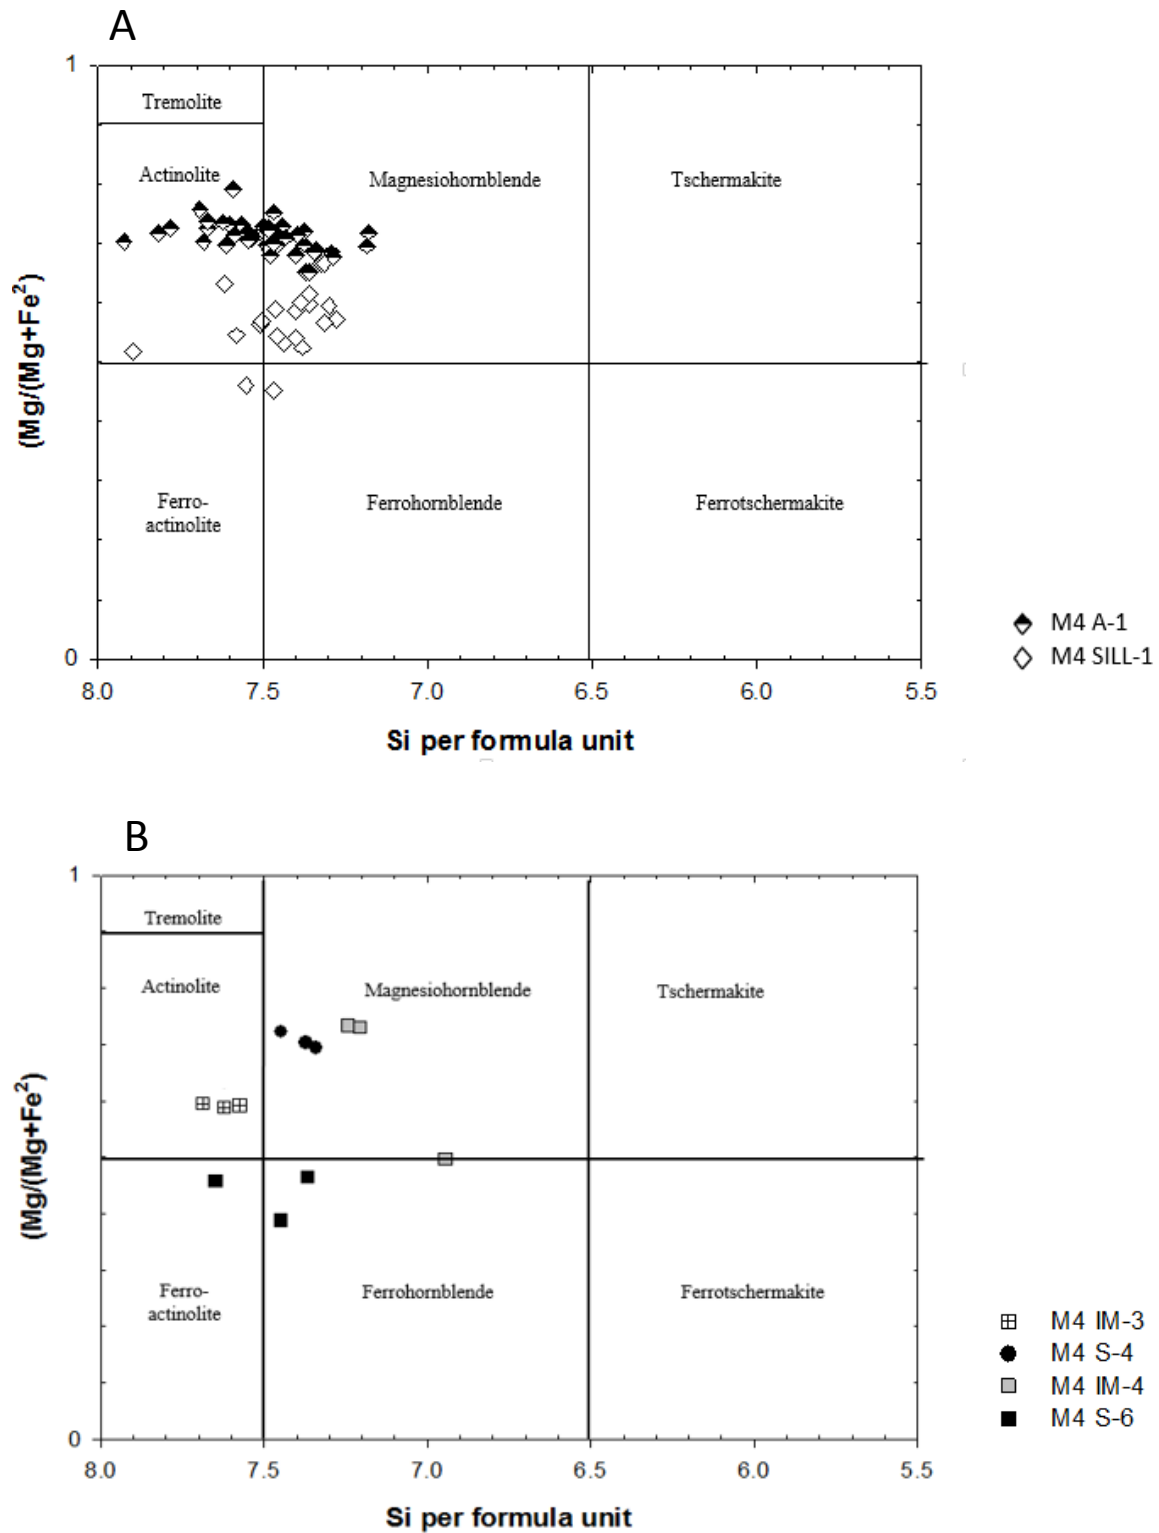 A
1
Tremolite
Actinolite
Magnesiohornblende
Tschermakite
(Mg/(Mg+Fe²)
Ferro-
actinolite
Ferrohornblende
Ferrotschermakite
M4 A-1
M4 SILL-1
0
8.0 7.5 7.0 6.5 6.0 5.5
Si per formula unit
B
1
Tremolite
Actinolite
Magnesiohornblende
Tschermakite
(Mg/(Mg+Fe²)
Ferro-
actinolite
Ferrohornblende
Ferrotschermakite
M4 IM-3
M4 S-4
M4 IM-4
M4 S-6
0
8.0 7.5 7.0 6.5 6.0 5.5
Si per formula unit